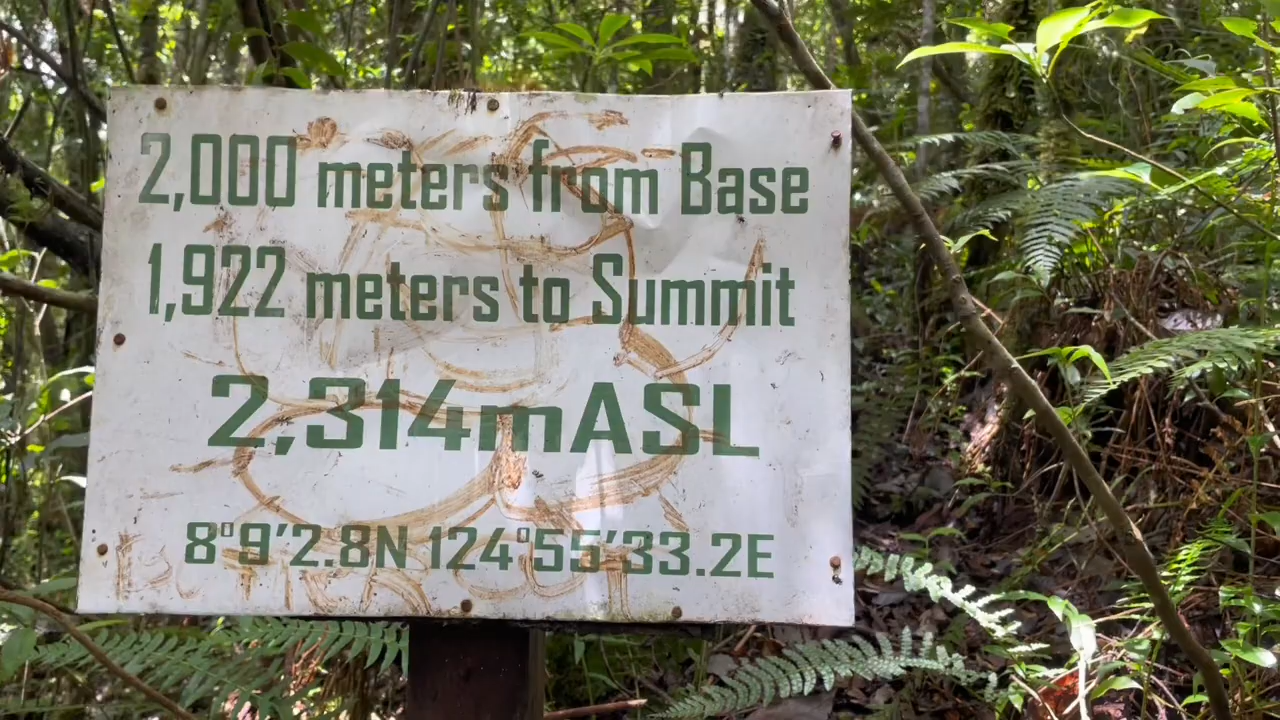 2,000 meters from Base
1,922 meters to Summit
2,314mASL
8°9'2.8N 124°55'33.2E